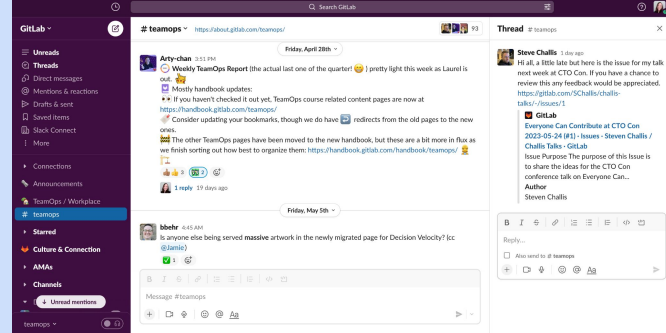 Search GitLab
GitLab
Unreads
Threads
Direct messages
Mentions & reactions
Drafts & sent
Saved items
Slack Connect
More
Connections
Announcements
TeamOps / Workplace
# teamops
Starred
Culture & Connection
AMAs
Channels
Unread mentions
teamops
# teamops
https://about.gitlab.com/teamops/
93
Friday, April 28th
Arty-chan 3:51 PM
Weekly TeamOps Report (the actual last one of the quarter! ) pretty light this week as Laurel is
out.
Mostly handbook updates:
If you haven't checked it out yet, TeamOps course related content pages are now at
https://handbook.gitlab.com/teamops/
Consider updating your bookmarks, though we do have redirects from the old pages to the new
ones.
The other TeamOps pages have been moved to the new handbook, but these are a bit more in flux as
we finish sorting out how best to organize them: https://handbook.gitlab.com/handbook/teamops/
3
2
1 reply 19 days ago
Friday, May 5th
bbehr 4:45 AM
Is anyone else being served massive artwork in the newly migrated page for Decision Velocity? (cc
@Jamie)
1
Message #teamops
Aa
Thread # teamops
Steve Challis 1 day ago
Hi all, a little late but here is the issue for my talk
next week at CTO Con. If you have a chance to
review this any feedback would be appreciated.
https://gitlab.com/SChallis/challis-
talks/-/issues/1
GitLab
Everyone Can Contribute at CTO Con
2023-05-24 (#1) · Issues · Steven Challis /
Challis Talks · GitLab
Issue Purpose The purpose of this Issue is
to share the ideas for the CTO Con
conference talk on Everyone Can...
Author
Steven Challis
Reply...
Also send to # teamops
Aa